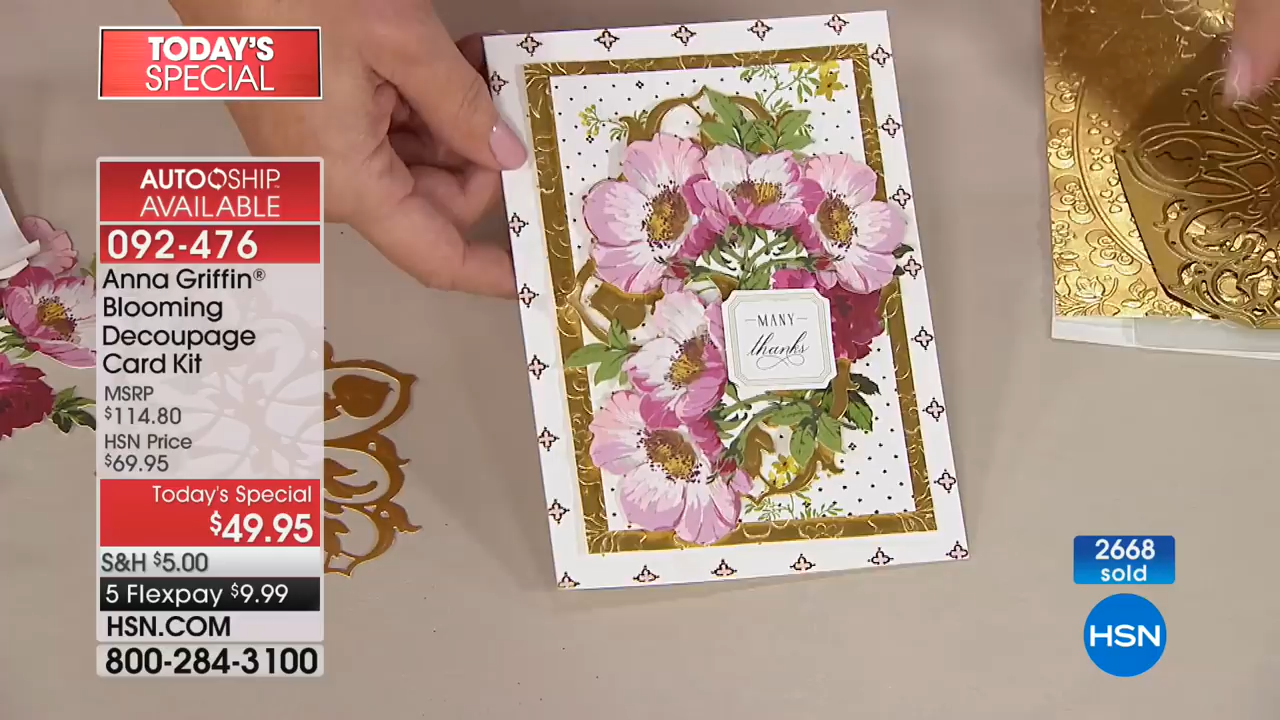 TODAY'S
SPECIAL
AUTOSHIP™
AVAILABLE
092-476
Anna Griffin®
Blooming
Decoupage
Card Kit
MSRP
$114.80
HSN Price
$69.95
Today's Special
$49.95
S&H $5.00
5 Flexpay $9.99
HSN.COM
800-284-3100
MANY
thanks
2668
sold
HSN